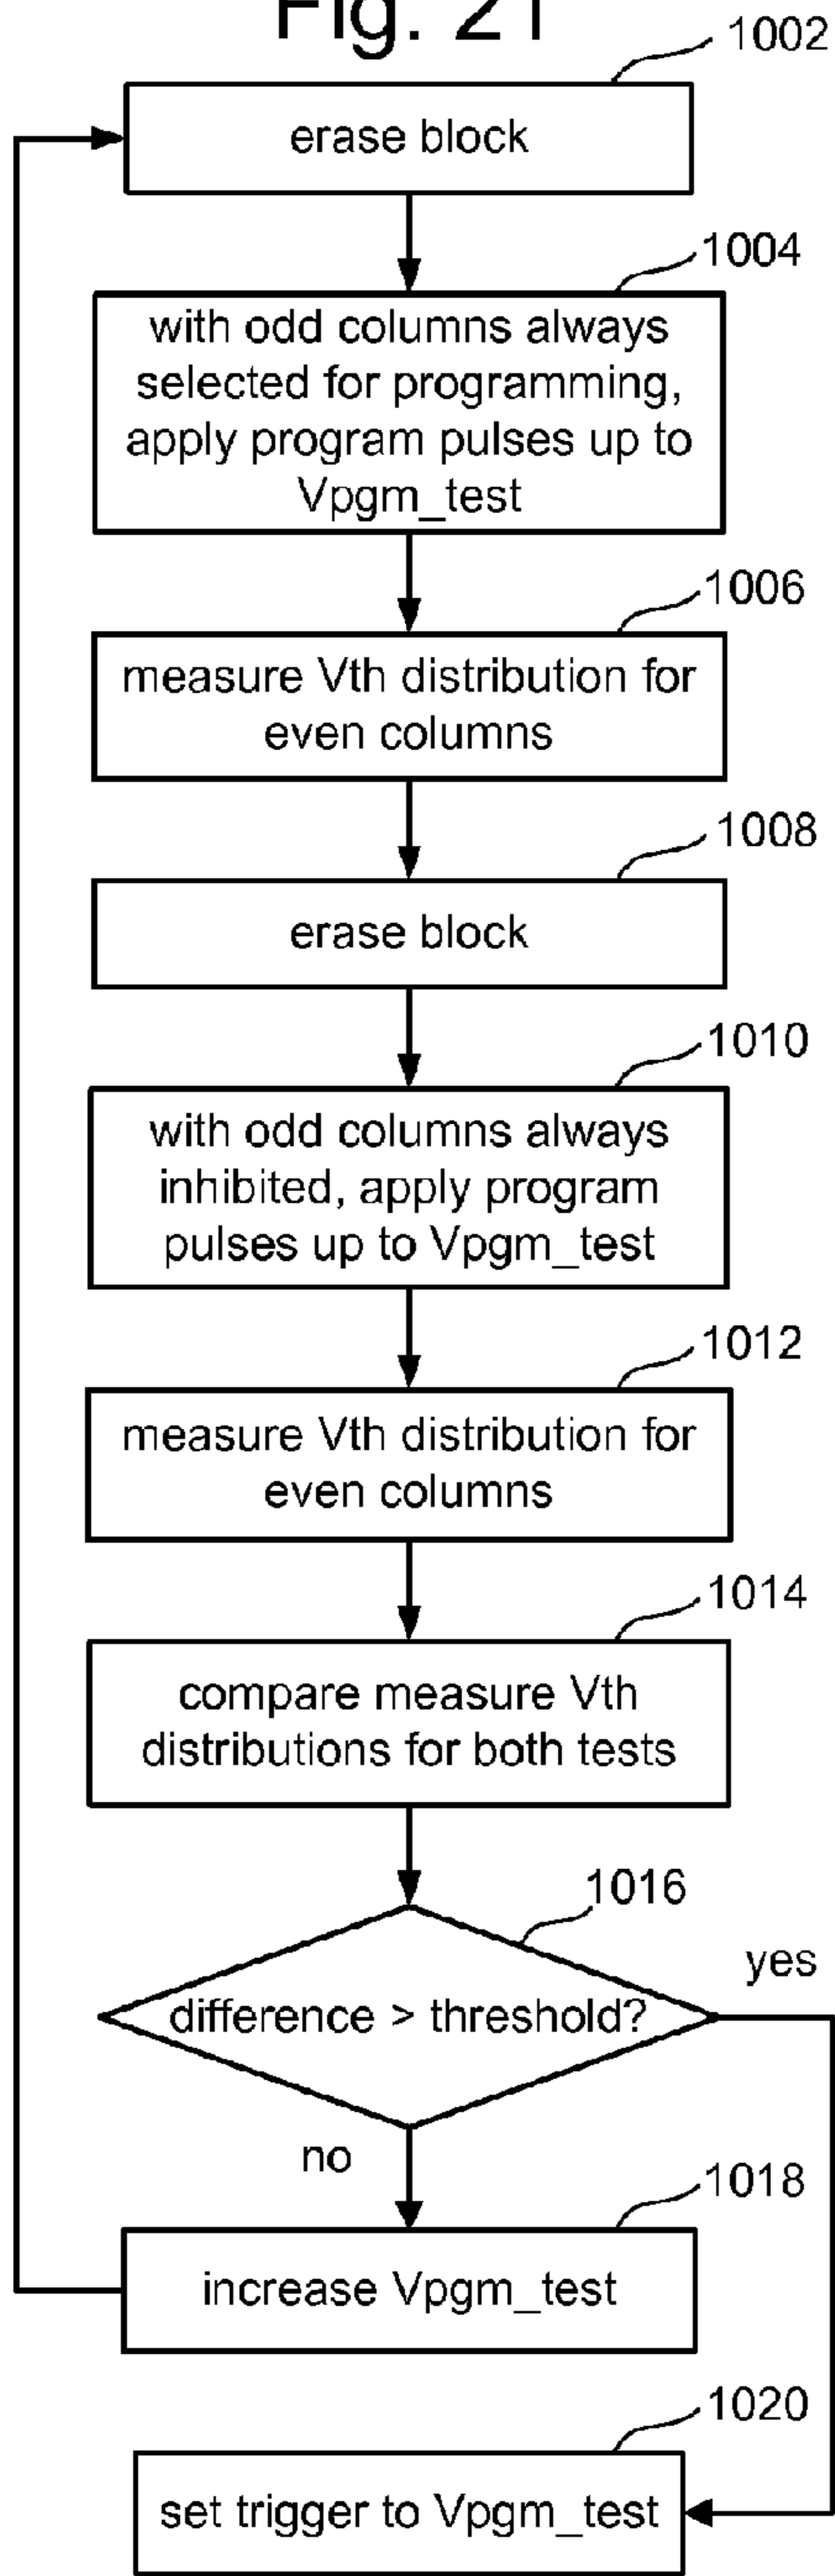 Fig. 21
1002
erase block
1004
with odd columns always
selected for programming,
apply program pulses up to
Vpgm_test
1006
measure Vth distribution for
even columns
1008
erase block
1010
with odd columns always
inhibited, apply program
pulses up to Vpgm_test
1012
measure Vth distribution for
even columns
1014
compare measure Vth
distributions for both tests
1016
yes
difference > threshold?
no
1018
increase Vpgm_test
1020
set trigger to Vpgm_test